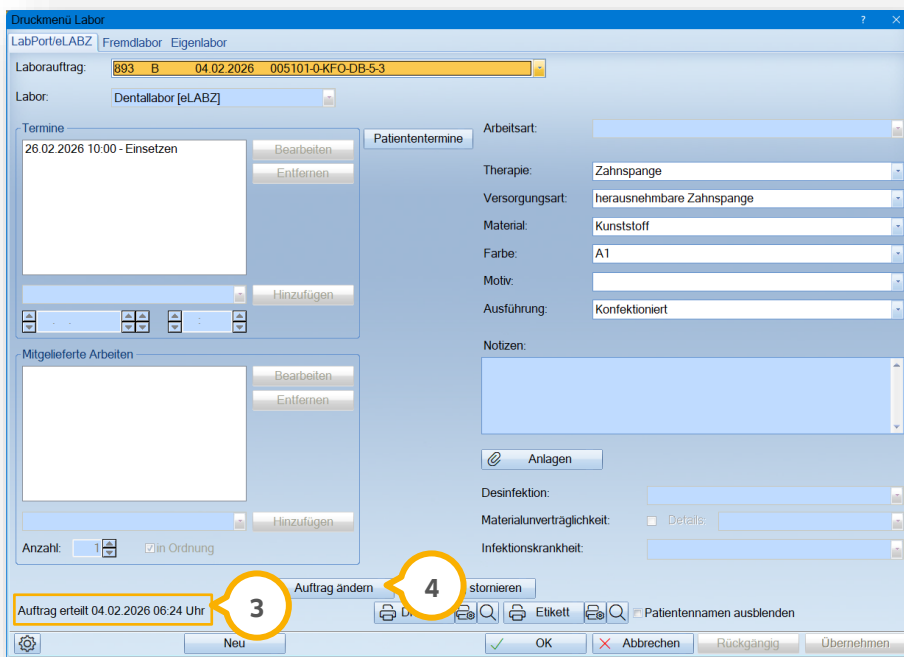 Druckmenü Labor ?
LabPort/eLABZ Fremdlabor Eigenlabor
Laborauftrag: 893 B 04.02.2026 005101-0-KFO-DB-5-3
Labor: Dentallabor [eLABZ]
Termine
26.02.2026 10:00 - Einsetzen
Bearbeiten
Entfernen
Hinzufügen
. . :
Patiententermine
Mitgelieferte Arbeiten
Bearbeiten
Entfernen
Hinzufügen
Anzahl: 1 in Ordnung
Arbeitsart:
Therapie: Zahnspange
Versorgungsart: herausnehmbare Zahnspange
Material: Kunststoff
Farbe: A1
Motiv:
Ausführung: Konfektioniert
Notizen:
Anlagen
Desinfektion:
Materialunverträglichkeit: Details:
Infektionskrankheit:
Auftrag ändern 4 stornieren
Auftrag erteilt 04.02.2026 06:24 Uhr 3
Etikett Patientennamen ausblenden
Neu OK Abbrechen Rückgängig Übernehmen